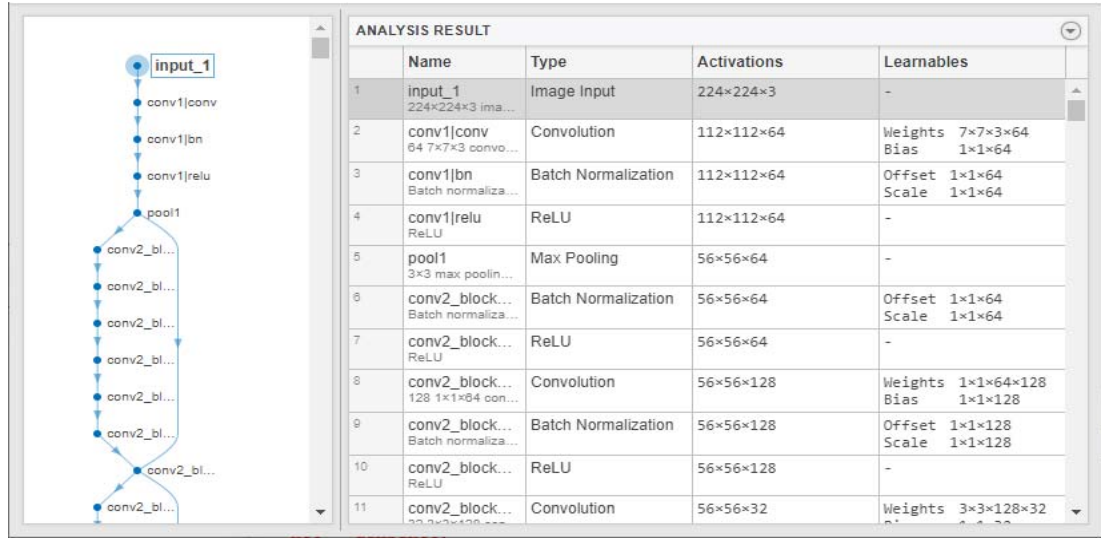 input_1
conv1|conv
conv1|bn
conv1|relu
pool1
conv2_bl...
conv2_bl...
conv2_bl...
conv2_bl...
conv2_bl...
conv2_bl...
conv2_bl...
conv2_bl...
ANALYSIS RESULT
Name Type Activations Learnables
1 input_1 Image Input 224×224×3 -
224×224×3 ima...
2 conv1|conv Convolution 112×112×64 Weights 7×7×3×64
64 7×7×3 convo... Bias 1×1×64
3 conv1|bn Batch Normalization 112×112×64 Offset 1×1×64
Batch normaliza... Scale 1×1×64
4 conv1|relu ReLU 112×112×64 -
ReLU
5 pool1 Max Pooling 56×56×64 -
3×3 max poolin...
6 conv2_block... Batch Normalization 56×56×64 Offset 1×1×64
Batch normaliza... Scale 1×1×64
7 conv2_block... ReLU 56×56×64 -
ReLU
8 conv2_block... Convolution 56×56×128 Weights 1×1×64×128
128 1×1×64 con... Bias 1×1×128
9 conv2_block... Batch Normalization 56×56×128 Offset 1×1×128
Batch normaliza... Scale 1×1×128
10 conv2_block... ReLU 56×56×128 -
ReLU
11 conv2_block... Convolution 56×56×32 Weights 3×3×128×32